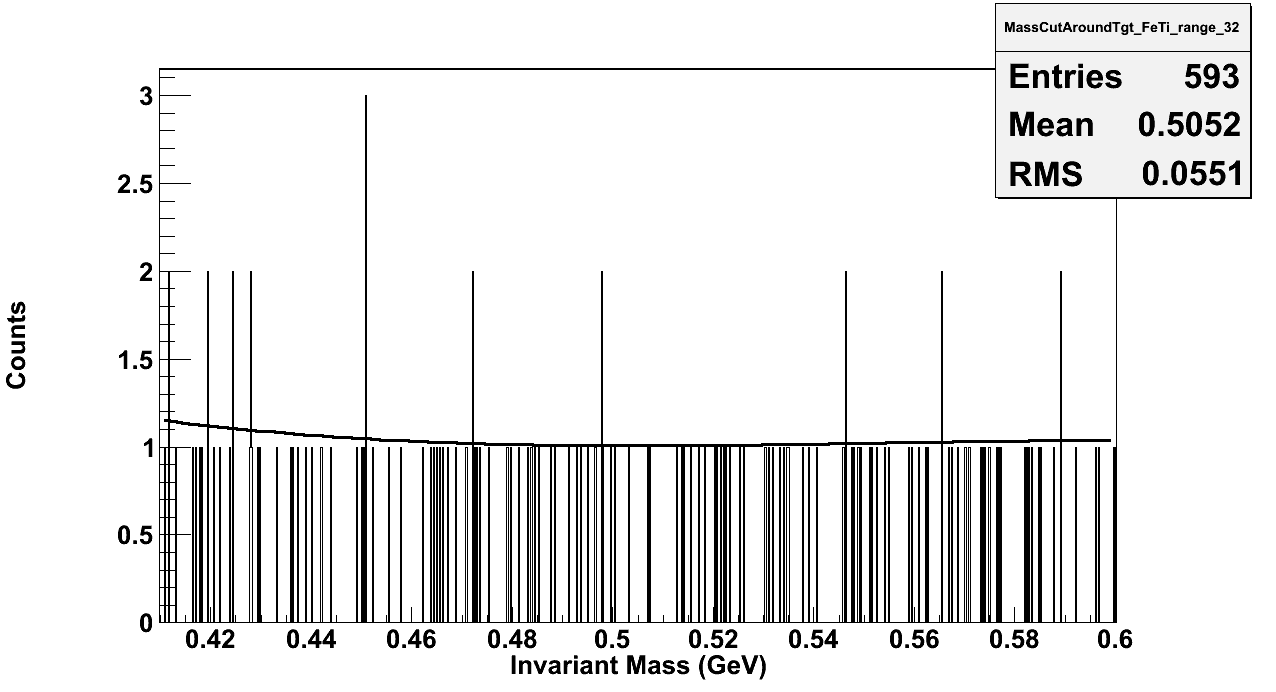 MassCutAroundTgt_FeTi_range_32
Entries 593
Mean 0.5052
RMS 0.0551
Counts
3
2.5
2
1.5
1
0.5
0
0.42 0.44 0.46 0.48 0.5 0.52 0.54 0.56 0.58 0.6
Invariant Mass (GeV)